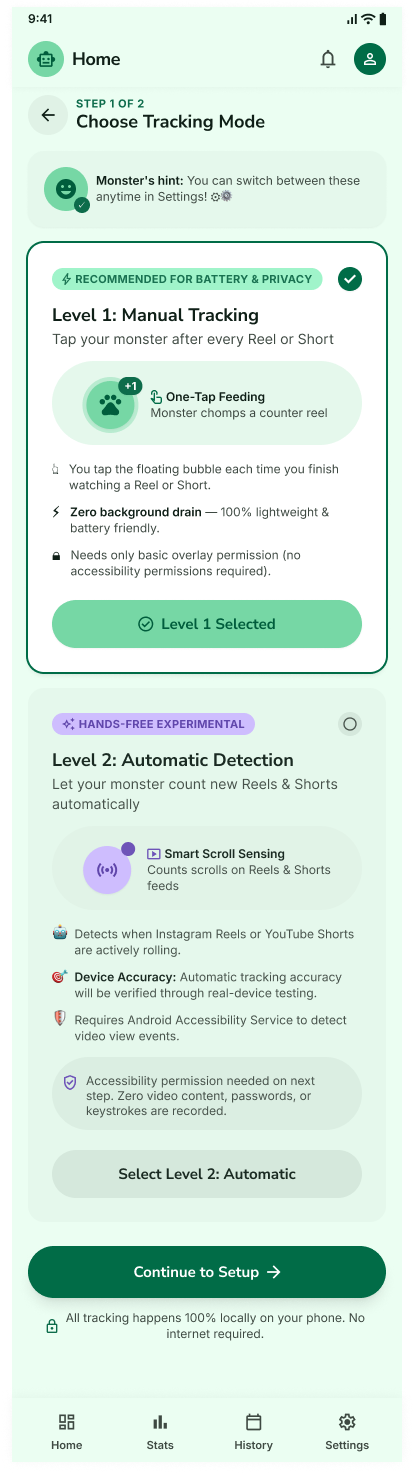 9:41
Home
STEP 1 OF 2
Choose Tracking Mode
Monster's hint: You can switch between these
anytime in Settings! ⚙️
RECOMMENDED FOR BATTERY & PRIVACY
Level 1: Manual Tracking
Tap your monster after every Reel or Short
+1
One-Tap Feeding
Monster chomps a counter reel
You tap the floating bubble each time you finish
watching a Reel or Short.
Zero background drain — 100% lightweight &
battery friendly.
Needs only basic overlay permission (no
accessibility permissions required).
Level 1 Selected
HANDS-FREE EXPERIMENTAL
Level 2: Automatic Detection
Let your monster count new Reels & Shorts
automatically
Smart Scroll Sensing
Counts scrolls on Reels & Shorts
feeds
Detects when Instagram Reels or YouTube Shorts
are actively rolling.
Device Accuracy: Automatic tracking accuracy
will be verified through real-device testing.
Requires Android Accessibility Service to detect
video view events.
Accessibility permission needed on next
step. Zero video content, passwords, or
keystrokes are recorded.
Select Level 2: Automatic
Continue to Setup →
All tracking happens 100% locally on your phone. No
internet required.
Home
Stats
History
Settings